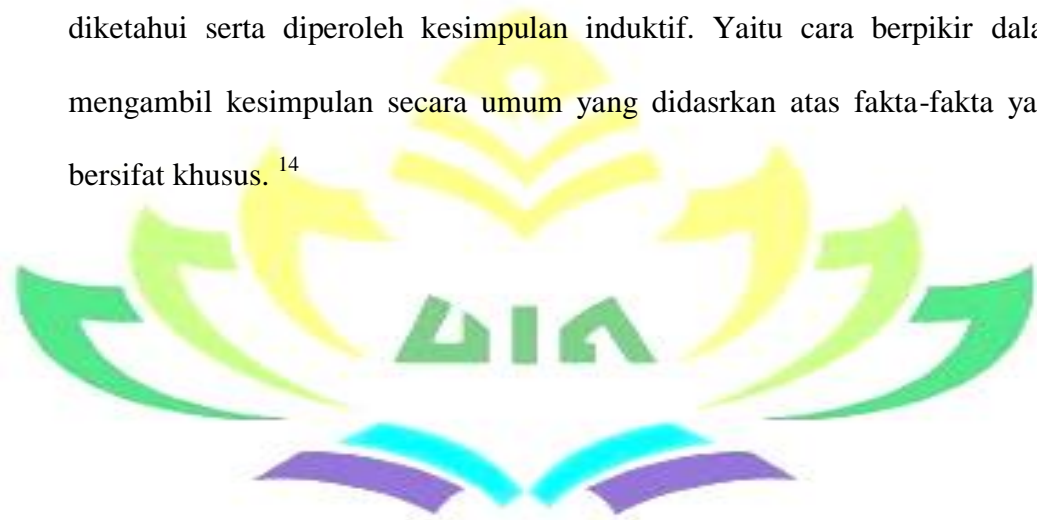 diketahui serta diperoleh kesimpulan induktif. Yaitu cara berpikir dala
mengambil kesimpulan secara umum yang didasrkan atas fakta-fakta ya
bersifat khusus. 14